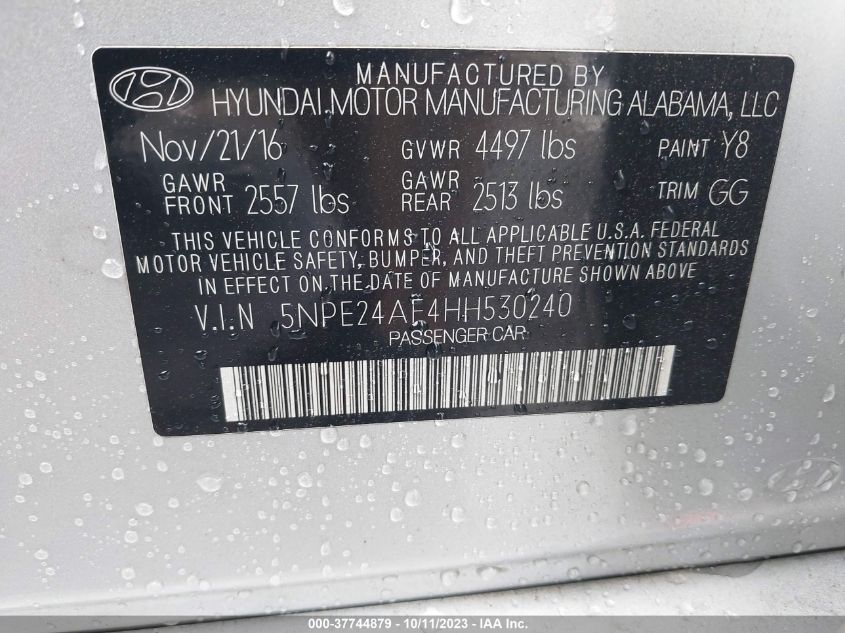 MANUFACTURED BY
HYUNDAI MOTOR MANUFACTURING ALABAMA, LLC
Nov/21/16 GVWR 4497 lbs PAINT Y8
GAWR FRONT 2557 lbs GAWR REAR 2513 lbs TRIM GG
THIS VEHICLE CONFORMS TO ALL APPLICABLE U.S.A. FEDERAL
MOTOR VEHICLE SAFETY, BUMPER, AND THEFT PREVENTION STANDARDS
IN EFFECT ON THE DATE OF MANUFACTURE SHOWN ABOVE
V.I.N 5NPE24AF4HH530240
PASSENGER CAR
000-37744879 - 10/11/2023 - IAA Inc.